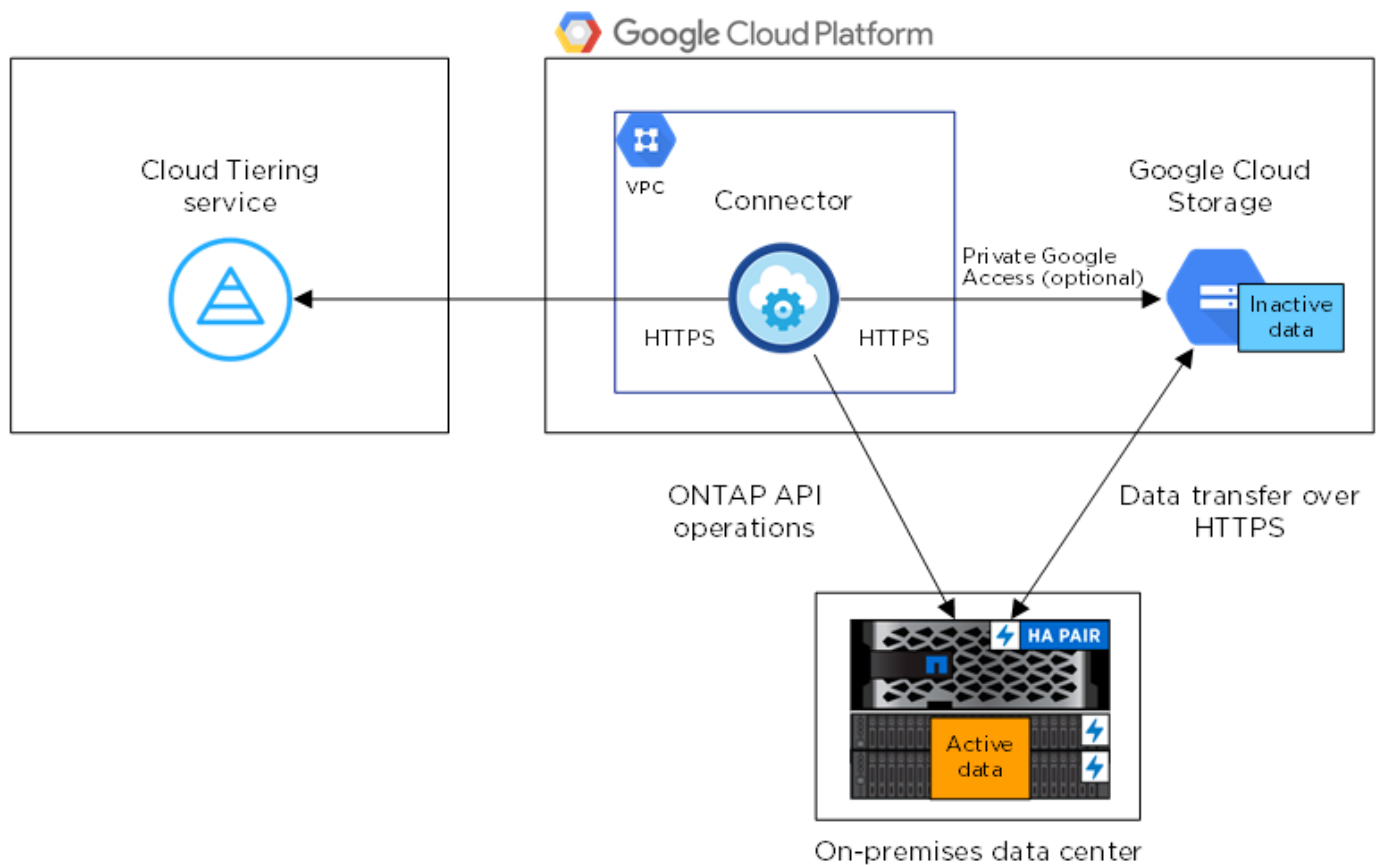 Google Cloud Platform
Cloud Tiering
service
VPC
Connector
Google Cloud
Storage
Private Google
Access (optional)
Inactive
data
HTTPS
HTTPS
ONTAP API
operations
Data transfer over
HTTPS
HA PAIR
Active
data
On-premises data center